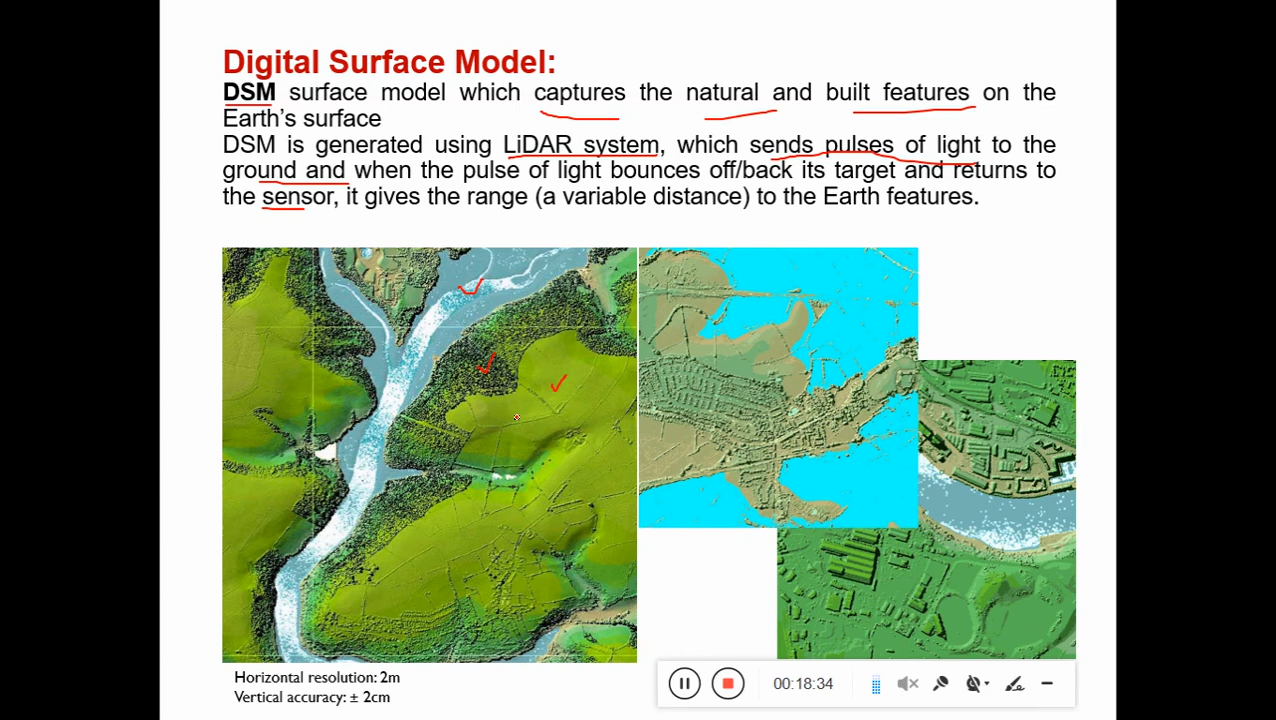 Digital Surface Model:
DSM surface model which captures the natural and built features on the
Earth's surface
DSM is generated using LiDAR system, which sends pulses of light to the
ground and when the pulse of light bounces off/back its target and returns to
the sensor, it gives the range (a variable distance) to the Earth features.
Horizontal resolution: 2m
Vertical accuracy: ± 2cm
00:18:34